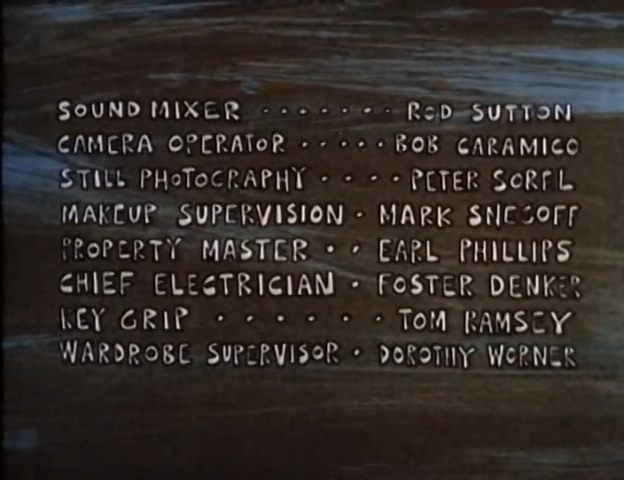 SOUND MIXER · · · · · · · ROD SUTTON
CAMERA OPERATOR · · · · · BOB CARAMICO
STILL PHOTOGRAPHY · · · · PETER SOREL
MAKEUP SUPERVISION · MARK SNEGOFF
PROPERTY MASTER · · EARL PHILLIPS
CHIEF ELECTRICIAN · FOSTER DENKER
KEY GRIP · · · · · · TOM RAMSEY
WARDROBE SUPERVISOR · DOROTHY WORNER